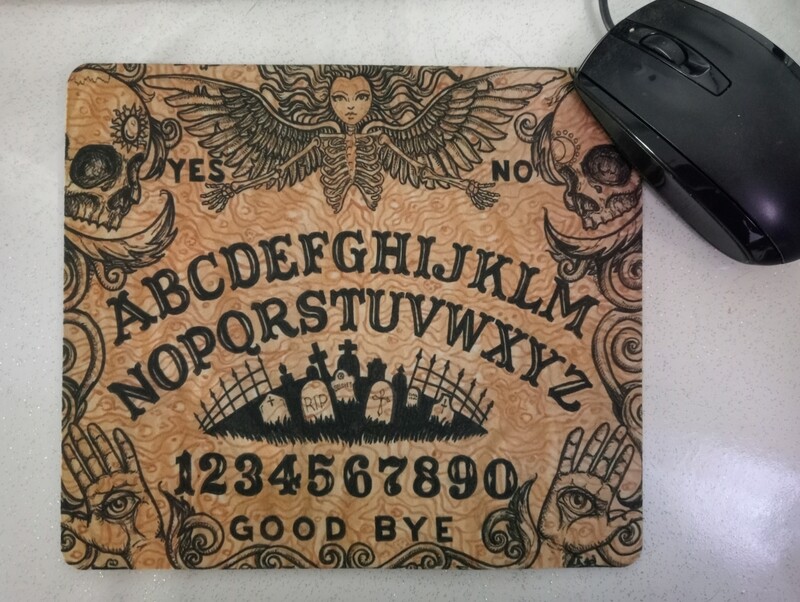 YES NO
ABCDEFGHIJKLM
NOPQRSTUVWXYZ
RIP
1234567890
GOOD BYE